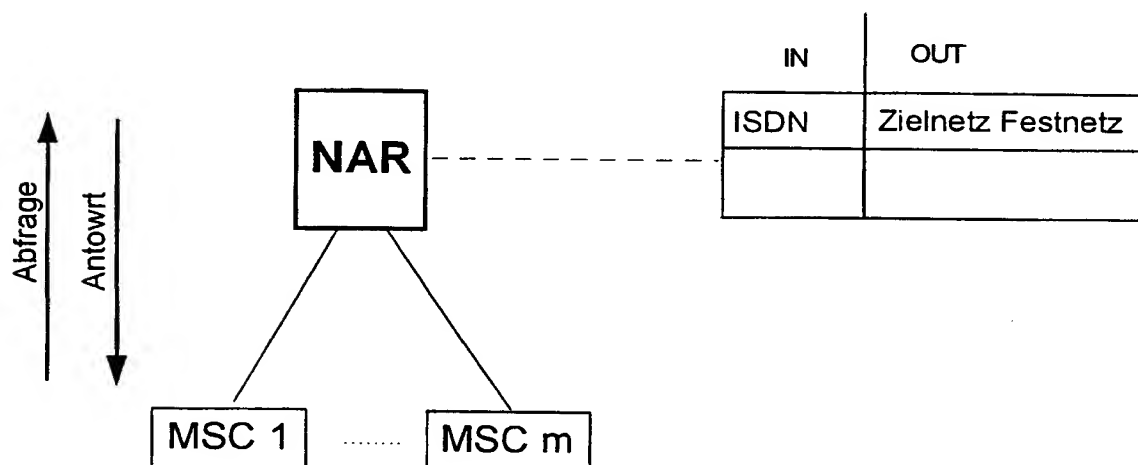 IN OUT
ISDN Zielnetz Festnetz
NAR
Abfrage
Antowrt
MSC 1 ........ MSC m